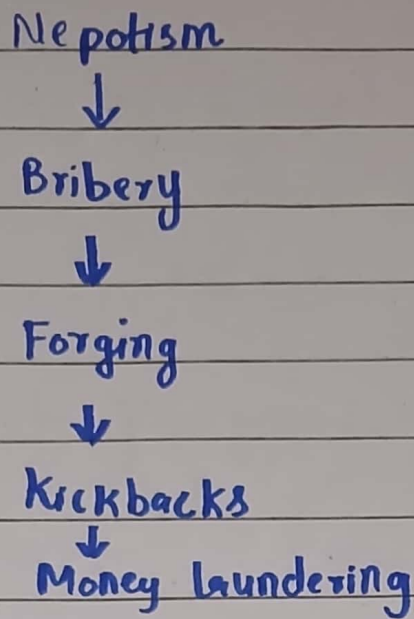 Nepotism
↓
Bribery
↓
Forging
↓
Kickbacks
↓
Money laundering